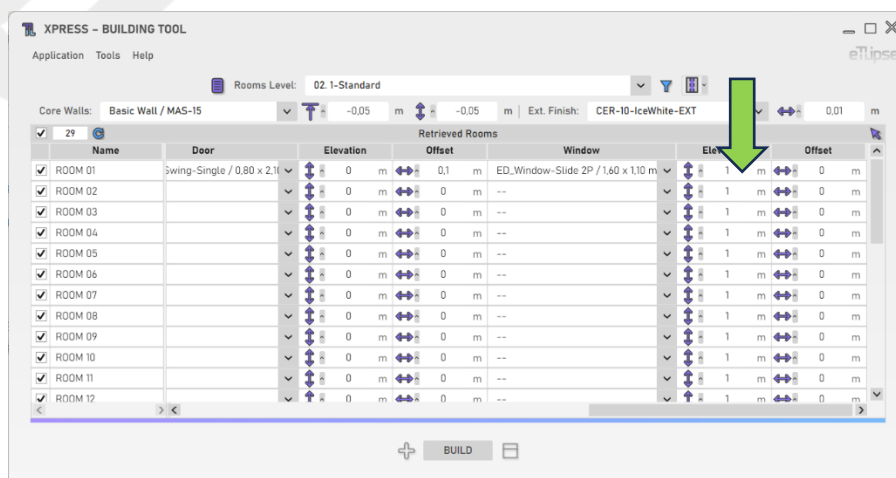 XPRESS – BUILDING TOOL
Application Tools Help
eTlipse
Rooms Level: 02. 1-Standard
Core Walls: Basic Wall / MAS-15 -0,05 m -0,05 m | Ext. Finish: CER-10-IceWhite-EXT 0,01 m
29 Retrieved Rooms
Name Door Elevation Offset Window Offset
ROOM 01 Swing-Single / 0,80 x 2,1 0 m 0,1 m ED_Window-Slide 2P / 1,60 x 1,10 m 1 m 0 m
ROOM 02 0 m 0 m -- 1 m 0 m
ROOM 03 0 m 0 m -- 1 m 0 m
ROOM 04 0 m 0 m -- 1 m 0 m
ROOM 05 0 m 0 m -- 1 m 0 m
ROOM 06 0 m 0 m -- 1 m 0 m
ROOM 07 0 m 0 m -- 1 m 0 m
ROOM 08 0 m 0 m -- 1 m 0 m
ROOM 09 0 m 0 m -- 1 m 0 m
ROOM 10 0 m 0 m -- 1 m 0 m
ROOM 11 0 m 0 m -- 1 m 0 m
ROOM 12 0 m 0 m -- 1 m 0 m
BUILD